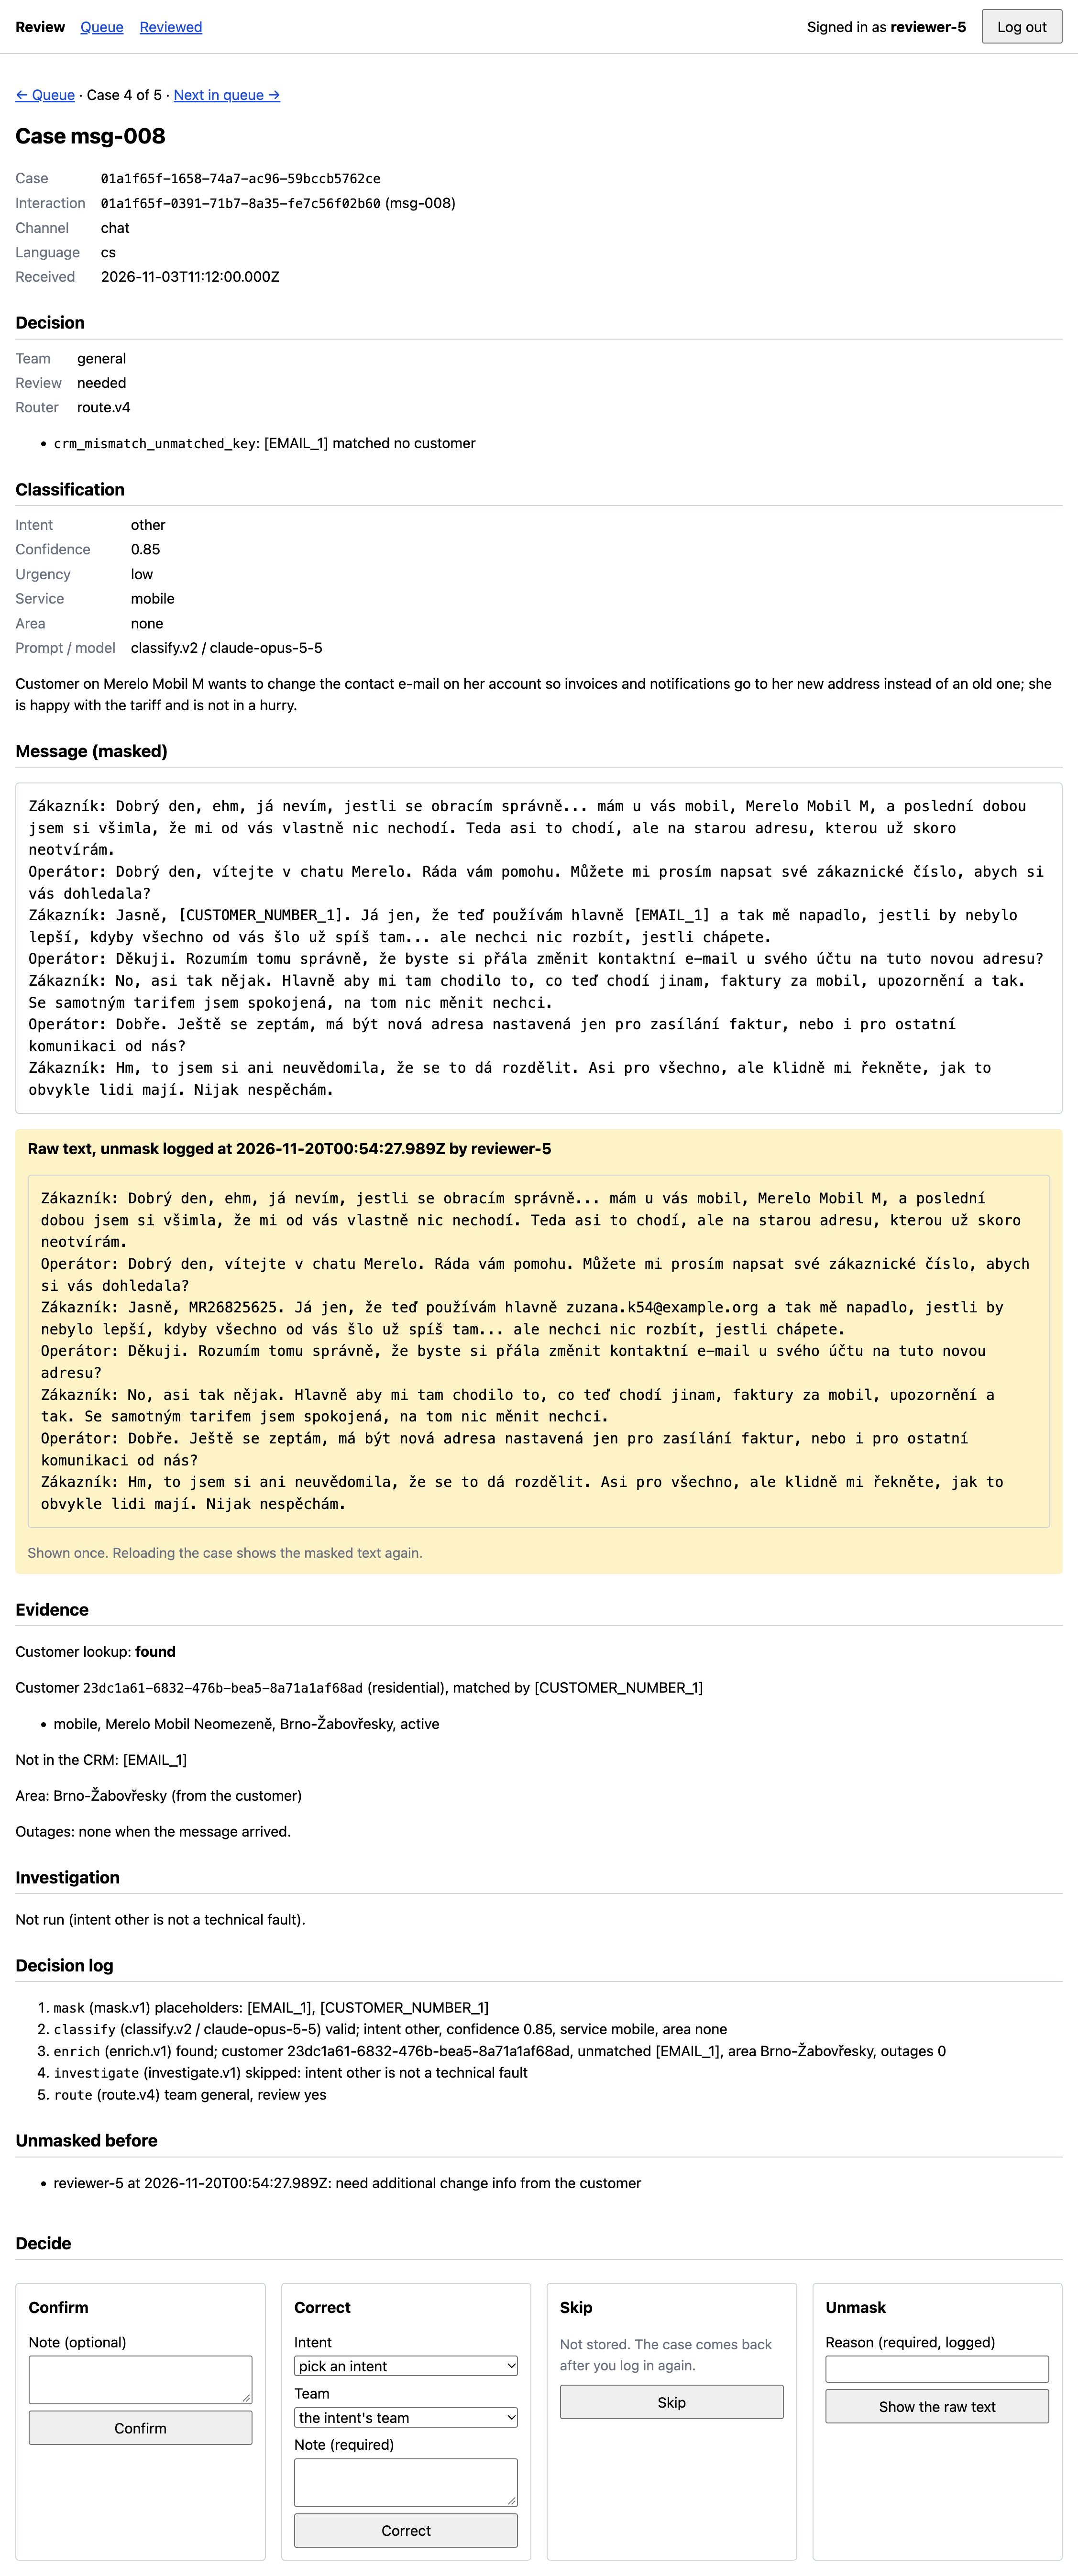 Review Queue Reviewed Signed in as reviewer-5 Log out
← Queue · Case 4 of 5 · Next in queue →
Case msg-008
Case 01a1f65f-1658-74a7-ac96-59bccb5762ce
Interaction 01a1f65f-0391-71b7-8a35-fe7c56f02b60 (msg-008)
Channel chat
Language cs
Received 2026-11-03T11:12:00.000Z
Decision
Team general
Review needed
Router route.v4
• crm_mismatch_unmatched_key: [EMAIL_1] matched no customer
Classification
Intent other
Confidence 0.85
Urgency low
Service mobile
Area none
Prompt / model classify.v2 / claude-opus-5-5
Customer on Merelo Mobil M wants to change the contact e-mail on her account so invoices and notifications go to her new address instead of an old one; she
is happy with the tariff and is not in a hurry.
Message (masked)
Zákazník: Dobrý den, ehm, já nevím, jestli se obracím správně... mám u vás mobil, Merelo Mobil M, a poslední dobou
jsem si všimla, že mi od vás vlastně nic nechodí. Teda asi to chodí, ale na starou adresu, kterou už skoro
neotvírám.
Operátor: Dobrý den, vítejte v chatu Merelo. Ráda vám pomohu. Můžete mi prosím napsat své zákaznické číslo, abych si
vás dohledala?
Zákazník: Jasně, [CUSTOMER_NUMBER_1]. Já jen, že teď používám hlavně [EMAIL_1] a tak mě napadlo, jestli by nebylo
lepší, kdyby všechno od vás šlo už spíš tam... ale nechci nic rozbít, jestli chápete.
Operátor: Děkuji. Rozumím tomu správně, že byste si přála změnit kontaktní e-mail u svého účtu na tuto novou adresu?
Zákazník: No, asi tak nějak. Hlavně aby mi tam chodilo to, co teď chodí jinam, faktury za mobil, upozornění a tak.
Se samotným tarifem jsem spokojená, na tom nic měnit nechci.
Operátor: Dobře. Ještě se zeptám, má být nová adresa nastavená jen pro zasílání faktur, nebo i pro ostatní
komunikaci od nás?
Zákazník: Hm, to jsem si ani neuvědomila, že se to dá rozdělit. Asi pro všechno, ale klidně mi řekněte, jak to
obvykle lidi mají. Nijak nespěchám.
Raw text, unmask logged at 2026-11-20T00:54:27.989Z by reviewer-5
Zákazník: Dobrý den, ehm, já nevím, jestli se obracím správně... mám u vás mobil, Merelo Mobil M, a poslední
dobou jsem si všimla, že mi od vás vlastně nic nechodí. Teda asi to chodí, ale na starou adresu, kterou už skoro
neotvírám.
Operátor: Dobrý den, vítejte v chatu Merelo. Ráda vám pomohu. Můžete mi prosím napsat své zákaznické číslo, abych
si vás dohledala?
Zákazník: Jasně, MR26825625. Já jen, že teď používám hlavně zuzana.k54@example.org a tak mě napadlo, jestli by
nebylo lepší, kdyby všechno od vás šlo už spíš tam... ale nechci nic rozbít, jestli chápete.
Operátor: Děkuji. Rozumím tomu správně, že byste si přála změnit kontaktní e-mail u svého účtu na tuto novou
adresu?
Zákazník: No, asi tak nějak. Hlavně aby mi tam chodilo to, co teď chodí jinam, faktury za mobil, upozornění a
tak. Se samotným tarifem jsem spokojená, na tom nic měnit nechci.
Operátor: Dobře. Ještě se zeptám, má být nová adresa nastavená jen pro zasílání faktur, nebo i pro ostatní
komunikaci od nás?
Zákazník: Hm, to jsem si ani neuvědomila, že se to dá rozdělit. Asi pro všechno, ale klidně mi řekněte, jak to
obvykle lidi mají. Nijak nespěchám.
Shown once. Reloading the case shows the masked text again.
Evidence
Customer lookup: found
Customer 23dc1a61-6832-476b-bea5-8a71a1af68ad (residential), matched by [CUSTOMER_NUMBER_1]
• mobile, Merelo Mobil Neomezeně, Brno-Žabovřesky, active
Not in the CRM: [EMAIL_1]
Area: Brno-Žabovřesky (from the customer)
Outages: none when the message arrived.
Investigation
Not run (intent other is not a technical fault).
Decision log
1. mask (mask.v1) placeholders: [EMAIL_1], [CUSTOMER_NUMBER_1]
2. classify (classify.v2 / claude-opus-5-5) valid; intent other, confidence 0.85, service mobile, area none
3. enrich (enrich.v1) found; customer 23dc1a61-6832-476b-bea5-8a71a1af68ad, unmatched [EMAIL_1], area Brno-Žabovřesky, outages 0
4. investigate (investigate.v1) skipped: intent other is not a technical fault
5. route (route.v4) team general, review yes
Unmasked before
• reviewer-5 at 2026-11-20T00:54:27.989Z: need additional change info from the customer
Decide
Confirm
Note (optional)
Confirm
Correct
Intent
pick an intent
Team
the intent's team
Note (required)
Correct
Skip
Not stored. The case comes back
after you log in again.
Skip
Unmask
Reason (required, logged)
Show the raw text